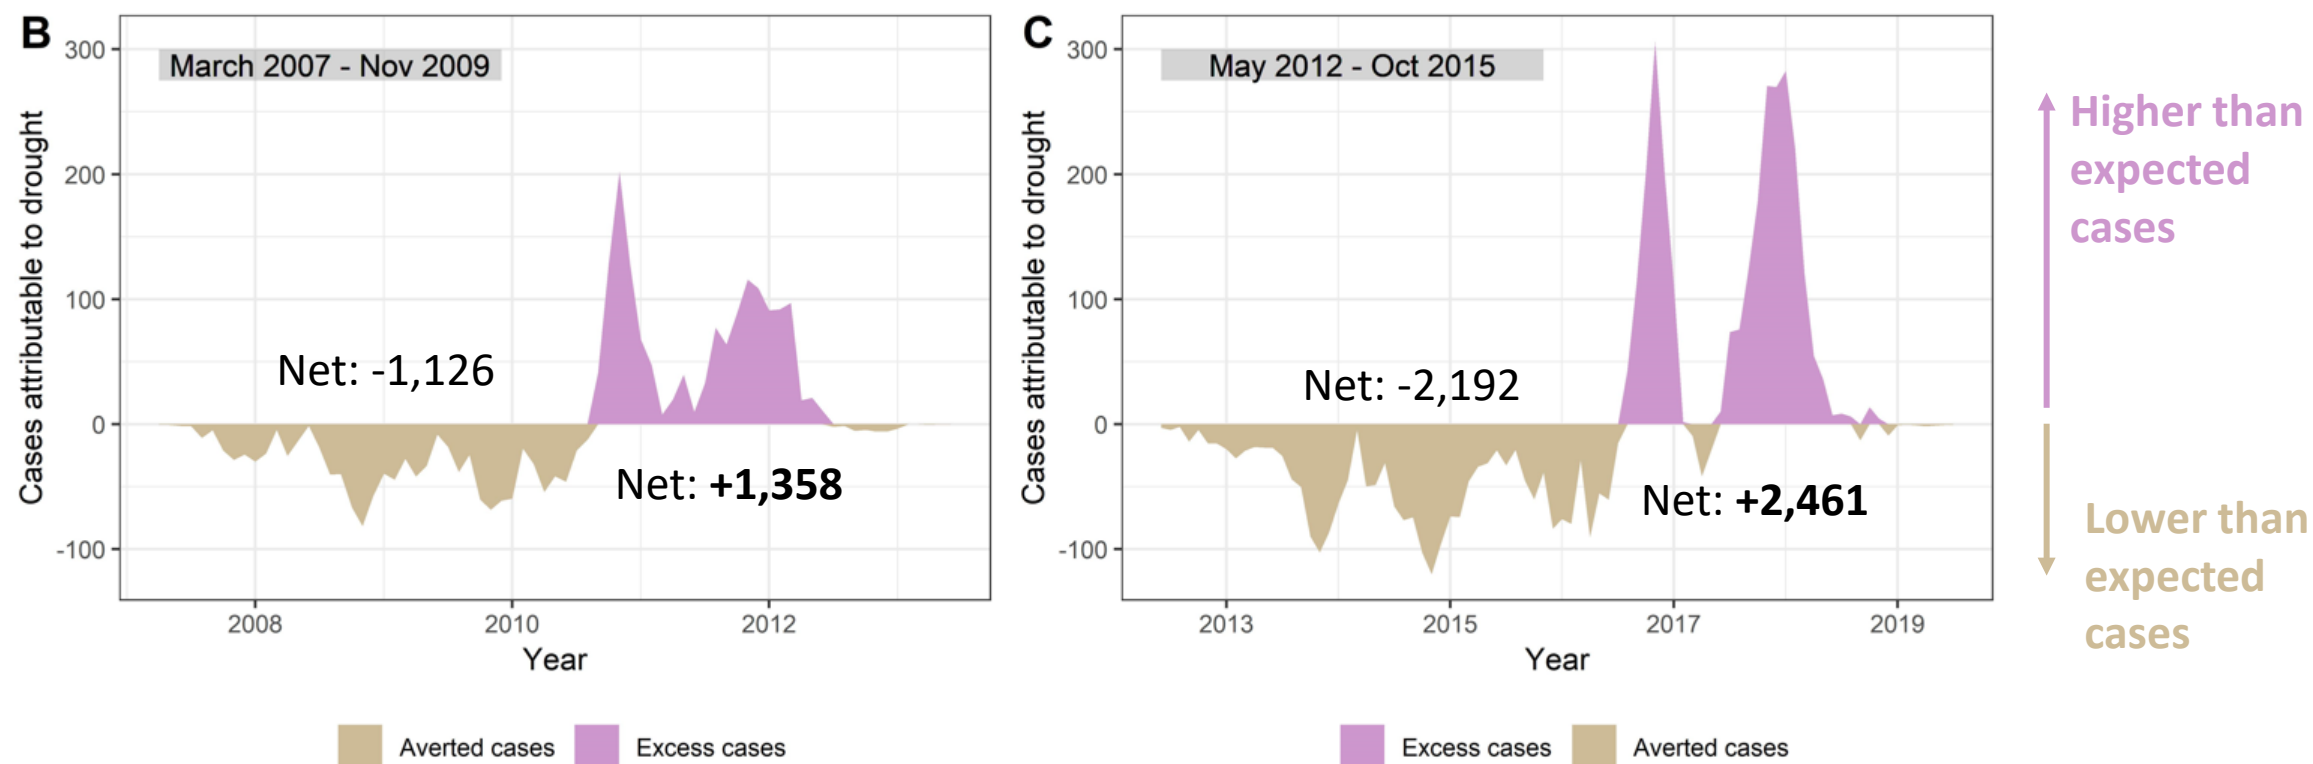 B
March 2007 - Nov 2009
Cases attributable to drought
300
200
100
0
-100
Net: -1,126
Net: +1,358
2008
2010
2012
Year
Averted cases
Excess cases
C
May 2012 - Oct 2015
Cases attributable to drought
300
200
100
0
-100
Net: -2,192
Net: +2,461
2013
2015
2017
2019
Year
Excess cases
Averted cases
Higher than
expected
cases
Lower than
expected
cases